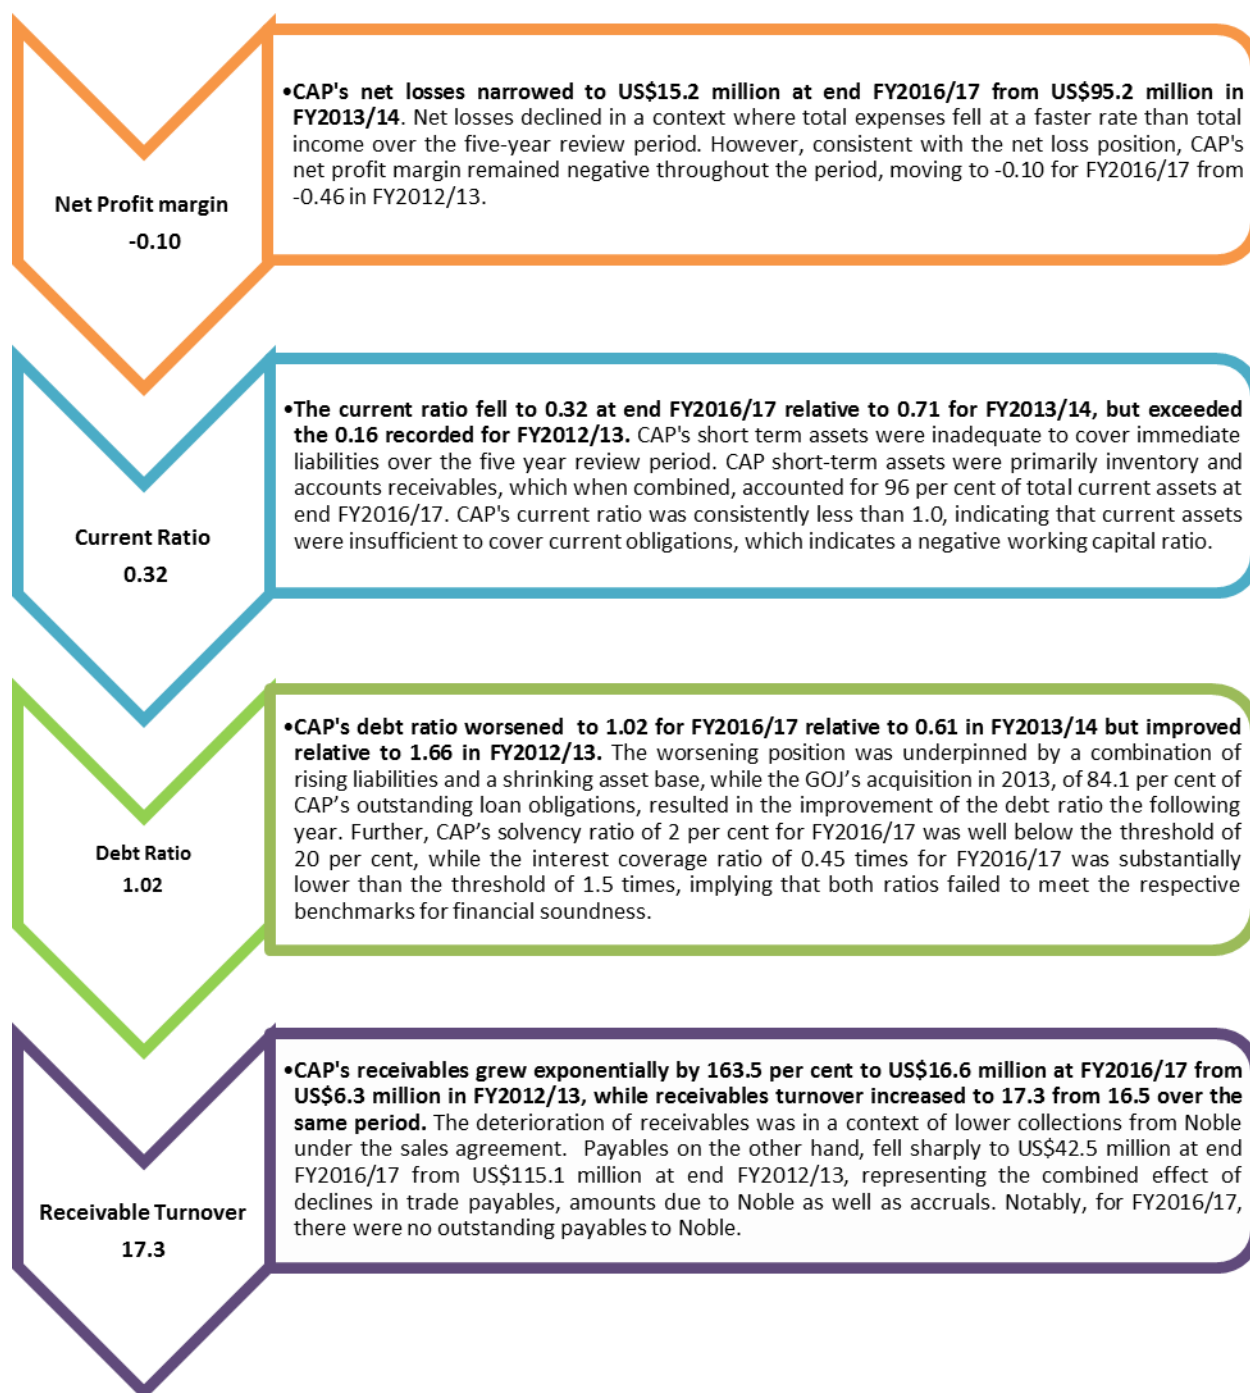 Net Profit margin
-0.10
•CAP's net losses narrowed to US$15.2 million at end FY2016/17 from US$95.2 million in
FY2013/14. Net losses declined in a context where total expenses fell at a faster rate than total
income over the five-year review period. However, consistent with the net loss position, CAP's
net profit margin remained negative throughout the period, moving to -0.10 for FY2016/17 from
-0.46 in FY2012/13.
Current Ratio
0.32
•The current ratio fell to 0.32 at end FY2016/17 relative to 0.71 for FY2013/14, but exceeded
the 0.16 recorded for FY2012/13. CAP's short term assets were inadequate to cover immediate
liabilities over the five year review period. CAP short-term assets were primarily inventory and
accounts receivables, which when combined, accounted for 96 per cent of total current assets at
end FY2016/17. CAP's current ratio was consistently less than 1.0, indicating that current assets
were insufficient to cover current obligations, which indicates a negative working capital ratio.
Debt Ratio
1.02
•CAP's debt ratio worsened to 1.02 for FY2016/17 relative to 0.61 in FY2013/14 but improved
relative to 1.66 in FY2012/13. The worsening position was underpinned by a combination of
rising liabilities and a shrinking asset base, while the GOJ’s acquisition in 2013, of 84.1 per cent of
CAP’s outstanding loan obligations, resulted in the improvement of the debt ratio the following
year. Further, CAP’s solvency ratio of 2 per cent for FY2016/17 was well below the threshold of
20 per cent, while the interest coverage ratio of 0.45 times for FY2016/17 was substantially
lower than the threshold of 1.5 times, implying that both ratios failed to meet the respective
benchmarks for financial soundness.
Receivable Turnover
17.3
•CAP's receivables grew exponentially by 163.5 per cent to US$16.6 million at FY2016/17 from
US$6.3 million in FY2012/13, while receivables turnover increased to 17.3 from 16.5 over the
same period. The deterioration of receivables was in a context of lower collections from Noble
under the sales agreement. Payables on the other hand, fell sharply to US$42.5 million at end
FY2016/17 from US$115.1 million at end FY2012/13, representing the combined effect of
declines in trade payables, amounts due to Noble as well as accruals. Notably, for FY2016/17,
there were no outstanding payables to Noble.